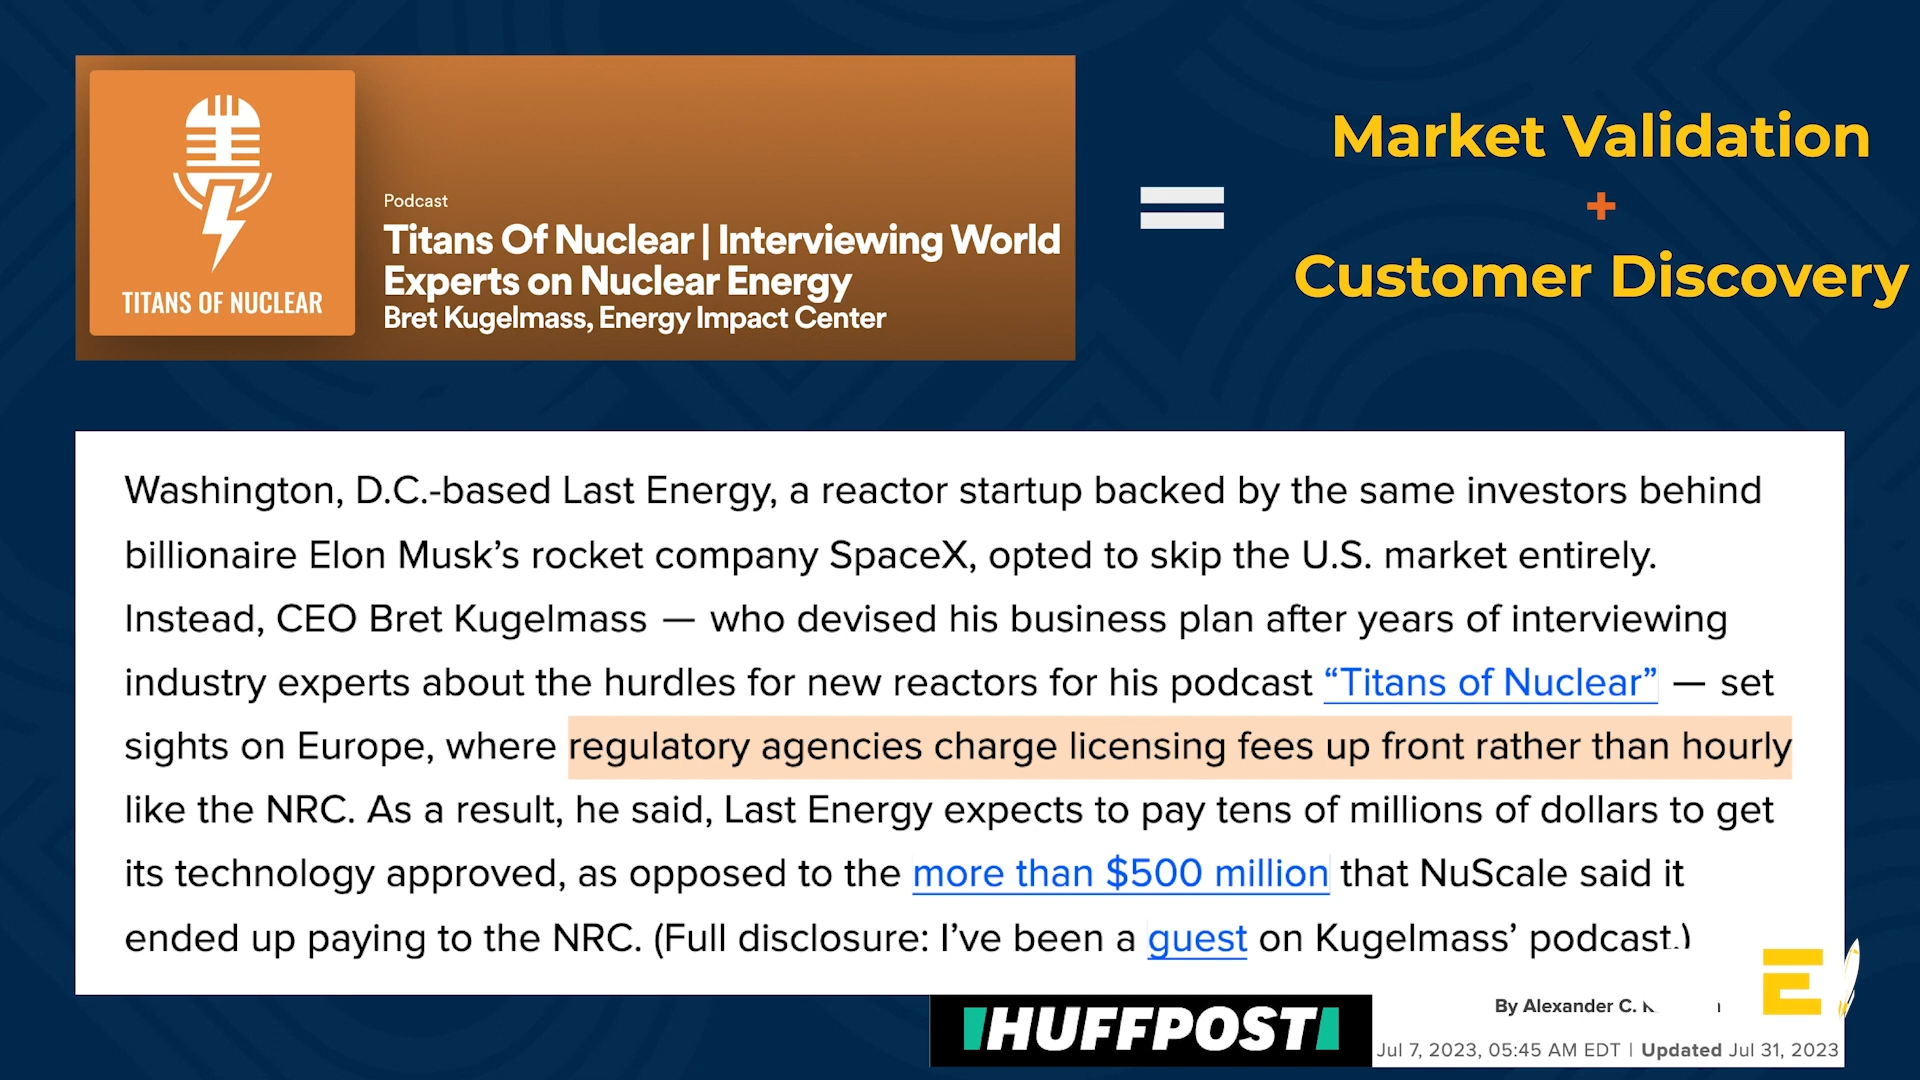 TITANS OF NUCLEAR
Podcast
Titans Of Nuclear | Interviewing World
Experts on Nuclear Energy
Bret Kugelmass, Energy Impact Center
=
Market Validation
+
Customer Discovery
Washington, D.C.-based Last Energy, a reactor startup backed by the same investors behind
billionaire Elon Musk’s rocket company SpaceX, opted to skip the U.S. market entirely.
Instead, CEO Bret Kugelmass — who devised his business plan after years of interviewing
industry experts about the hurdles for new reactors for his podcast “Titans of Nuclear” — set
sights on Europe, where regulatory agencies charge licensing fees up front rather than hourly
like the NRC. As a result, he said, Last Energy expects to pay tens of millions of dollars to get
its technology approved, as opposed to the more than $500 million that NuScale said it
ended up paying to the NRC. (Full disclosure: I’ve been a guest on Kugelmass’ podcast.)
HUFFPOST
By Alexander C.
Jul 7, 2023, 05:45 AM EDT | Updated Jul 31, 2023
E